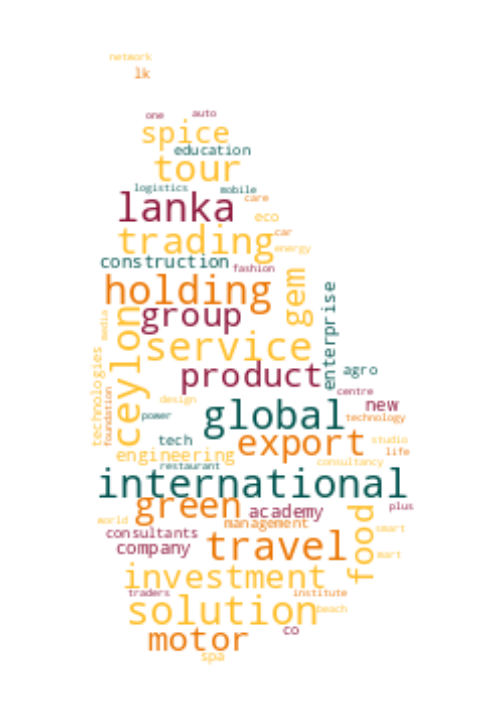 network
lk
one auto
spice
education
tour
logistics mobile
lanka care
eco
trading car
energy
construction fashion
holding gem
enterprise
group
media
ceylon
service
technologies
foundation
product agro
centre
design new
power global technology
tech export studio
engineering life
restaurant consultancy
international
green plus
academy
world management
food
consultants smart
company travel mart
investment
traders institute
solution beach
co
motor
spa